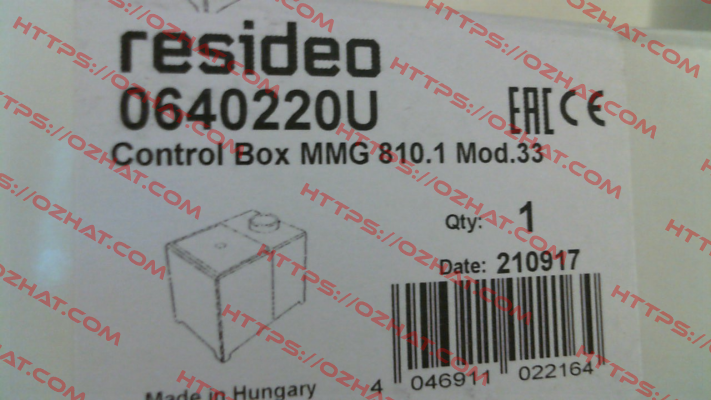 resideo
0640220U
EAC CE
Control Box MMG 810.1 Mod.33
Qty: 1
Date: 210917
Made in Hungary
4 046911 022164
HTTPS://OZHAT.COM